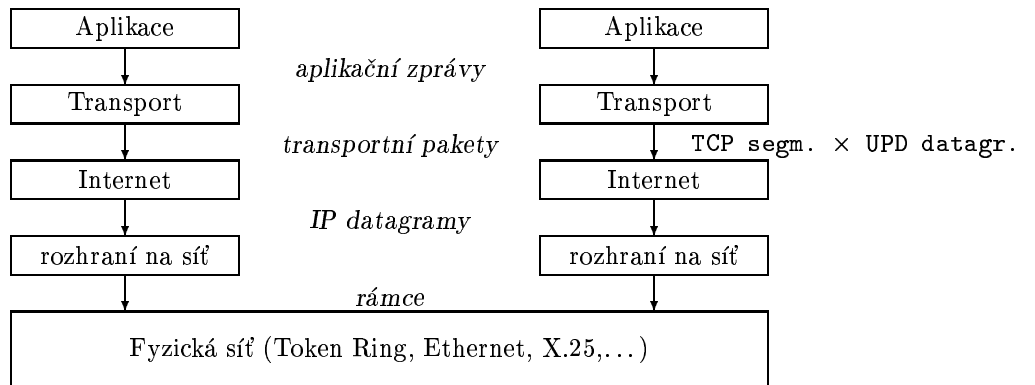 Aplikace
Aplikace
aplikační zprávy
Transport
Transport
transportní pakety
TCP segm. × UPD datagr.
Internet
Internet
IP datagramy
rozhraní na síť
rozhraní na síť
rámce
Fyzická síť (Token Ring, Ethernet, X.25,...)